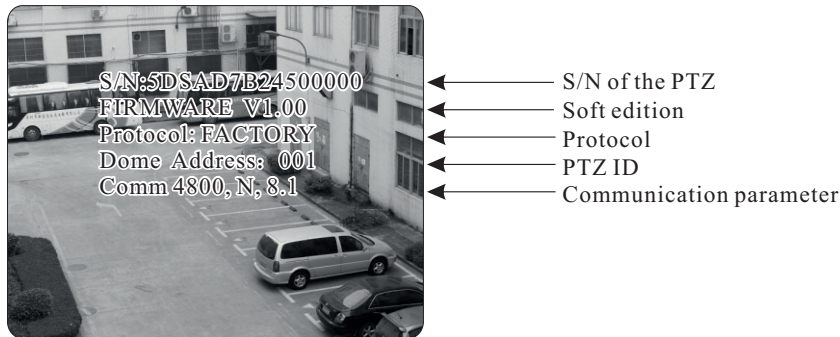 S/N:5DSAD7B24500000
FIRMWARE V1.00
Protocol: FACTORY
Dome Address: 001
Comm 4800, N, 8.1
S/N of the PTZ
Soft edition
Protocol
PTZ ID
Communication parameter